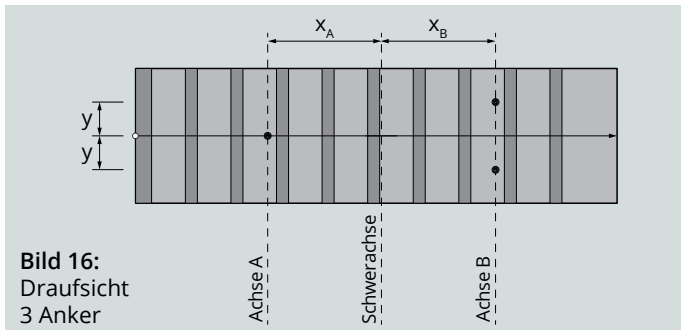 x_A
x_B
y
y
Achse A
Schwerachse
Achse B
Bild 16:
Draufsicht
3 Anker